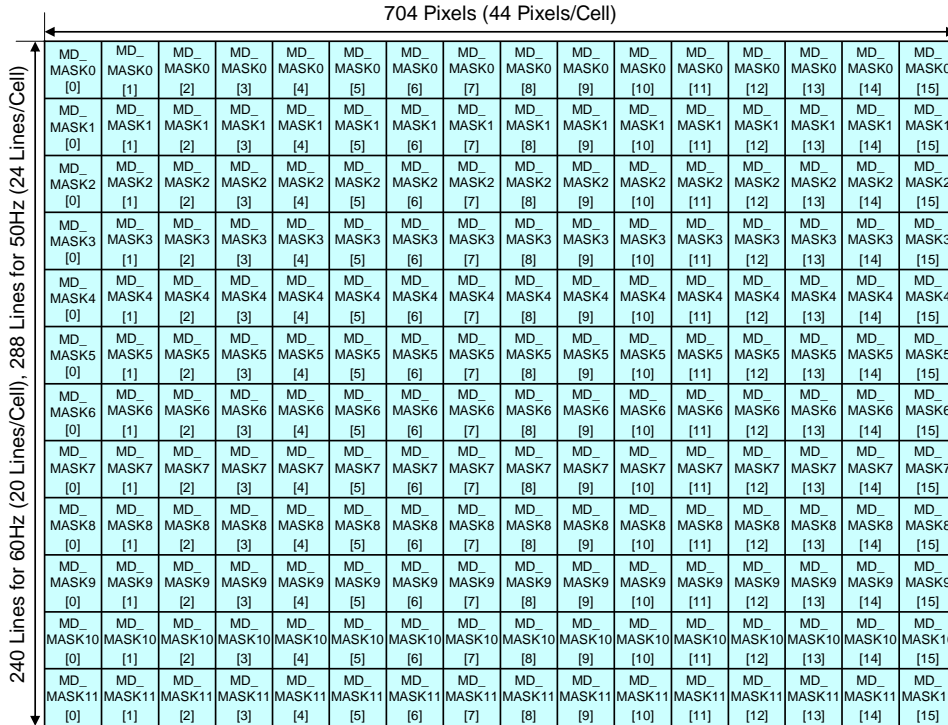 704 Pixels (44 Pixels/Cell)
240 Lines for 60Hz (20 Lines/Cell), 288 Lines for 50Hz (24 Lines/Cell)
MD_ MD_ MD_ MD_ MD_ MD_ MD_ MD_ MD_ MD_ MD_ MD_ MD_ MD_ MD_ MD_
MASK0 MASK0 MASK0 MASK0 MASK0 MASK0 MASK0 MASK0 MASK0 MASK0 MASK0 MASK0 MASK0 MASK0 MASK0 MASK0
[0] [1] [2] [3] [4] [5] [6] [7] [8] [9] [10] [11] [12] [13] [14] [15]
MD_ MD_ MD_ MD_ MD_ MD_ MD_ MD_ MD_ MD_ MD_ MD_ MD_ MD_ MD_ MD_
MASK1 MASK1 MASK1 MASK1 MASK1 MASK1 MASK1 MASK1 MASK1 MASK1 MASK1 MASK1 MASK1 MASK1 MASK1 MASK1
[0] [1] [2] [3] [4] [5] [6] [7] [8] [9] [10] [11] [12] [13] [14] [15]
MD_ MD_ MD_ MD_ MD_ MD_ MD_ MD_ MD_ MD_ MD_ MD_ MD_ MD_ MD_ MD_
MASK2 MASK2 MASK2 MASK2 MASK2 MASK2 MASK2 MASK2 MASK2 MASK2 MASK2 MASK2 MASK2 MASK2 MASK2 MASK2
[0] [1] [2] [3] [4] [5] [6] [7] [8] [9] [10] [11] [12] [13] [14] [15]
MD_ MD_ MD_ MD_ MD_ MD_ MD_ MD_ MD_ MD_ MD_ MD_ MD_ MD_ MD_ MD_
MASK3 MASK3 MASK3 MASK3 MASK3 MASK3 MASK3 MASK3 MASK3 MASK3 MASK3 MASK3 MASK3 MASK3 MASK3 MASK3
[0] [1] [2] [3] [4] [5] [6] [7] [8] [9] [10] [11] [12] [13] [14] [15]
MD_ MD_ MD_ MD_ MD_ MD_ MD_ MD_ MD_ MD_ MD_ MD_ MD_ MD_ MD_ MD_
MASK4 MASK4 MASK4 MASK4 MASK4 MASK4 MASK4 MASK4 MASK4 MASK4 MASK4 MASK4 MASK4 MASK4 MASK4 MASK4
[0] [1] [2] [3] [4] [5] [6] [7] [8] [9] [10] [11] [12] [13] [14] [15]
MD_ MD_ MD_ MD_ MD_ MD_ MD_ MD_ MD_ MD_ MD_ MD_ MD_ MD_ MD_ MD_
MASK5 MASK5 MASK5 MASK5 MASK5 MASK5 MASK5 MASK5 MASK5 MASK5 MASK5 MASK5 MASK5 MASK5 MASK5 MASK5
[0] [1] [2] [3] [4] [5] [6] [7] [8] [9] [10] [11] [12] [13] [14] [15]
MD_ MD_ MD_ MD_ MD_ MD_ MD_ MD_ MD_ MD_ MD_ MD_ MD_ MD_ MD_ MD_
MASK6 MASK6 MASK6 MASK6 MASK6 MASK6 MASK6 MASK6 MASK6 MASK6 MASK6 MASK6 MASK6 MASK6 MASK6 MASK6
[0] [1] [2] [3] [4] [5] [6] [7] [8] [9] [10] [11] [12] [13] [14] [15]
MD_ MD_ MD_ MD_ MD_ MD_ MD_ MD_ MD_ MD_ MD_ MD_ MD_ MD_ MD_ MD_
MASK7 MASK7 MASK7 MASK7 MASK7 MASK7 MASK7 MASK7 MASK7 MASK7 MASK7 MASK7 MASK7 MASK7 MASK7 MASK7
[0] [1] [2] [3] [4] [5] [6] [7] [8] [9] [10] [11] [12] [13] [14] [15]
MD_ MD_ MD_ MD_ MD_ MD_ MD_ MD_ MD_ MD_ MD_ MD_ MD_ MD_ MD_ MD_
MASK8 MASK8 MASK8 MASK8 MASK8 MASK8 MASK8 MASK8 MASK8 MASK8 MASK8 MASK8 MASK8 MASK8 MASK8 MASK8
[0] [1] [2] [3] [4] [5] [6] [7] [8] [9] [10] [11] [12] [13] [14] [15]
MD_ MD_ MD_ MD_ MD_ MD_ MD_ MD_ MD_ MD_ MD_ MD_ MD_ MD_ MD_ MD_
MASK9 MASK9 MASK9 MASK9 MASK9 MASK9 MASK9 MASK9 MASK9 MASK9 MASK9 MASK9 MASK9 MASK9 MASK9 MASK9
[0] [1] [2] [3] [4] [5] [6] [7] [8] [9] [10] [11] [12] [13] [14] [15]
MD_ MD_ MD_ MD_ MD_ MD_ MD_ MD_ MD_ MD_ MD_ MD_ MD_ MD_ MD_ MD_
MASK10 MASK10 MASK10 MASK10 MASK10 MASK10 MASK10 MASK10 MASK10 MASK10 MASK10 MASK10 MASK10 MASK10 MASK10 MASK1
[0] [1] [2] [3] [4] [5] [6] [7] [8] [9] [10] [11] [12] [13] [14] [15]
MD_ MD_ MD_ MD_ MD_ MD_ MD_ MD_ MD_ MD_ MD_ MD_ MD_ MD_ MD_ MD_
MASK11 MASK11 MASK11 MASK11 MASK11 MASK11 MASK11 MASK11 MASK11 MASK11 MASK11 MASK11 MASK11 MASK11 MASK11 MASK1
[0] [1] [2] [3] [4] [5] [6] [7] [8] [9] [10] [11] [12] [13] [14] [15]